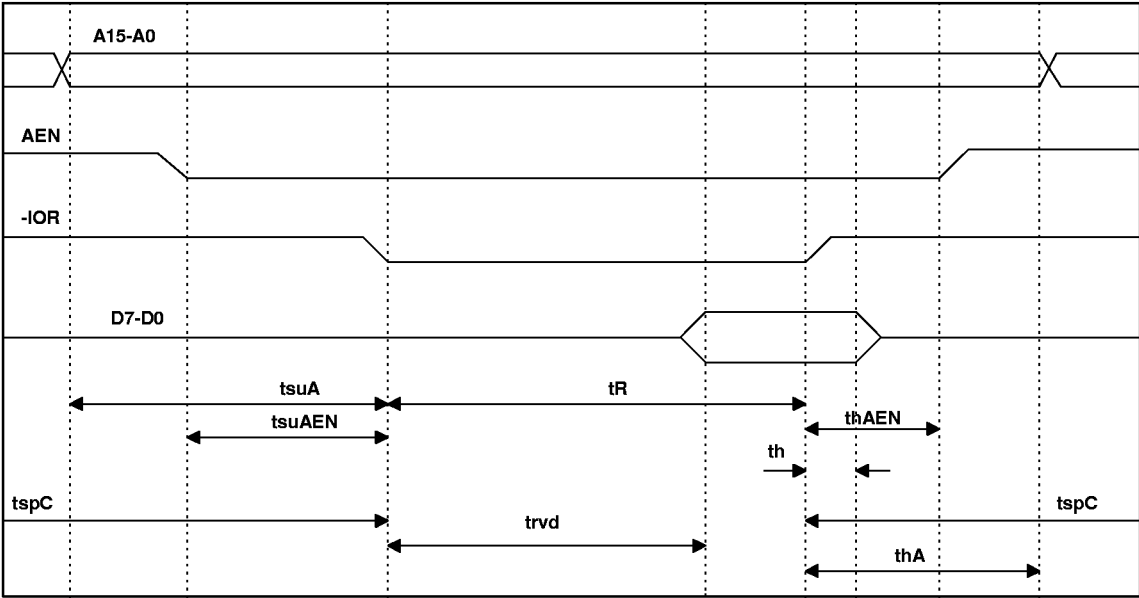 A15-A0
AEN
-IOR
D7-D0
tsuA
tR
tsuAEN
thAEN
th
tspC
tspC
trvd
thA